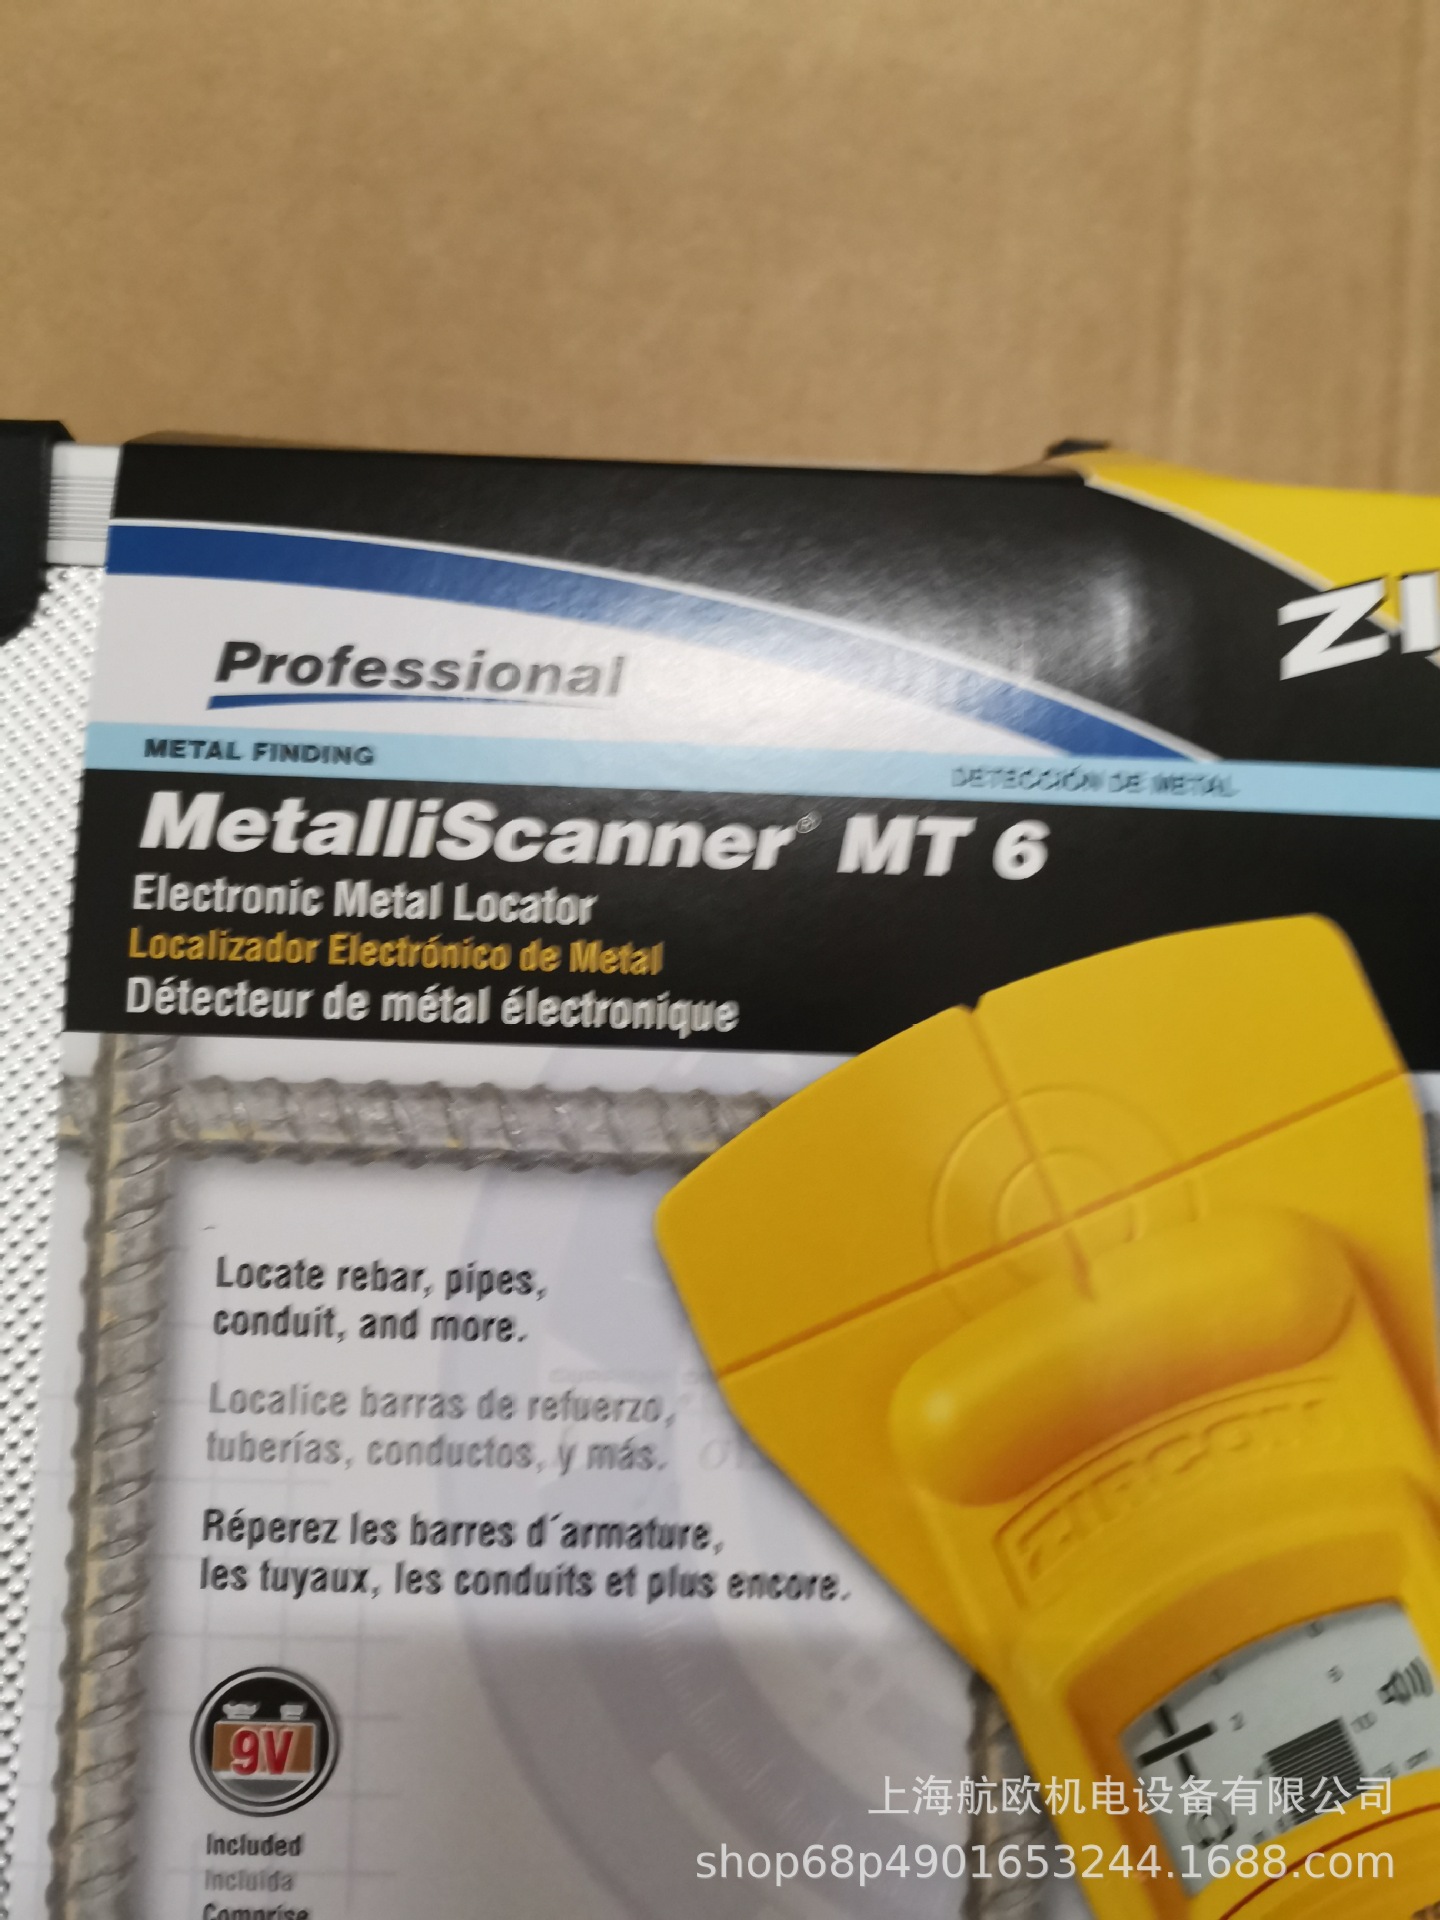 Professional
METAL FINDING
DETECCIÓN DE METAL
MetalliScanner® MT 6
Electronic Metal Locator
Localizador Electrónico de Metal
Détecteur de métal électronique
Locate rebar, pipes,
conduit, and more.
Localice barras de refuerzo,
tuberías, conductos, y más.
Réperez les barres d´armature,
les tuyaux, les conduits et plus encore.
ZIRCON
9V
Included
Incluida
Comprise
上海航欧机电设备有限公司
shop68p4901653244.1688.com